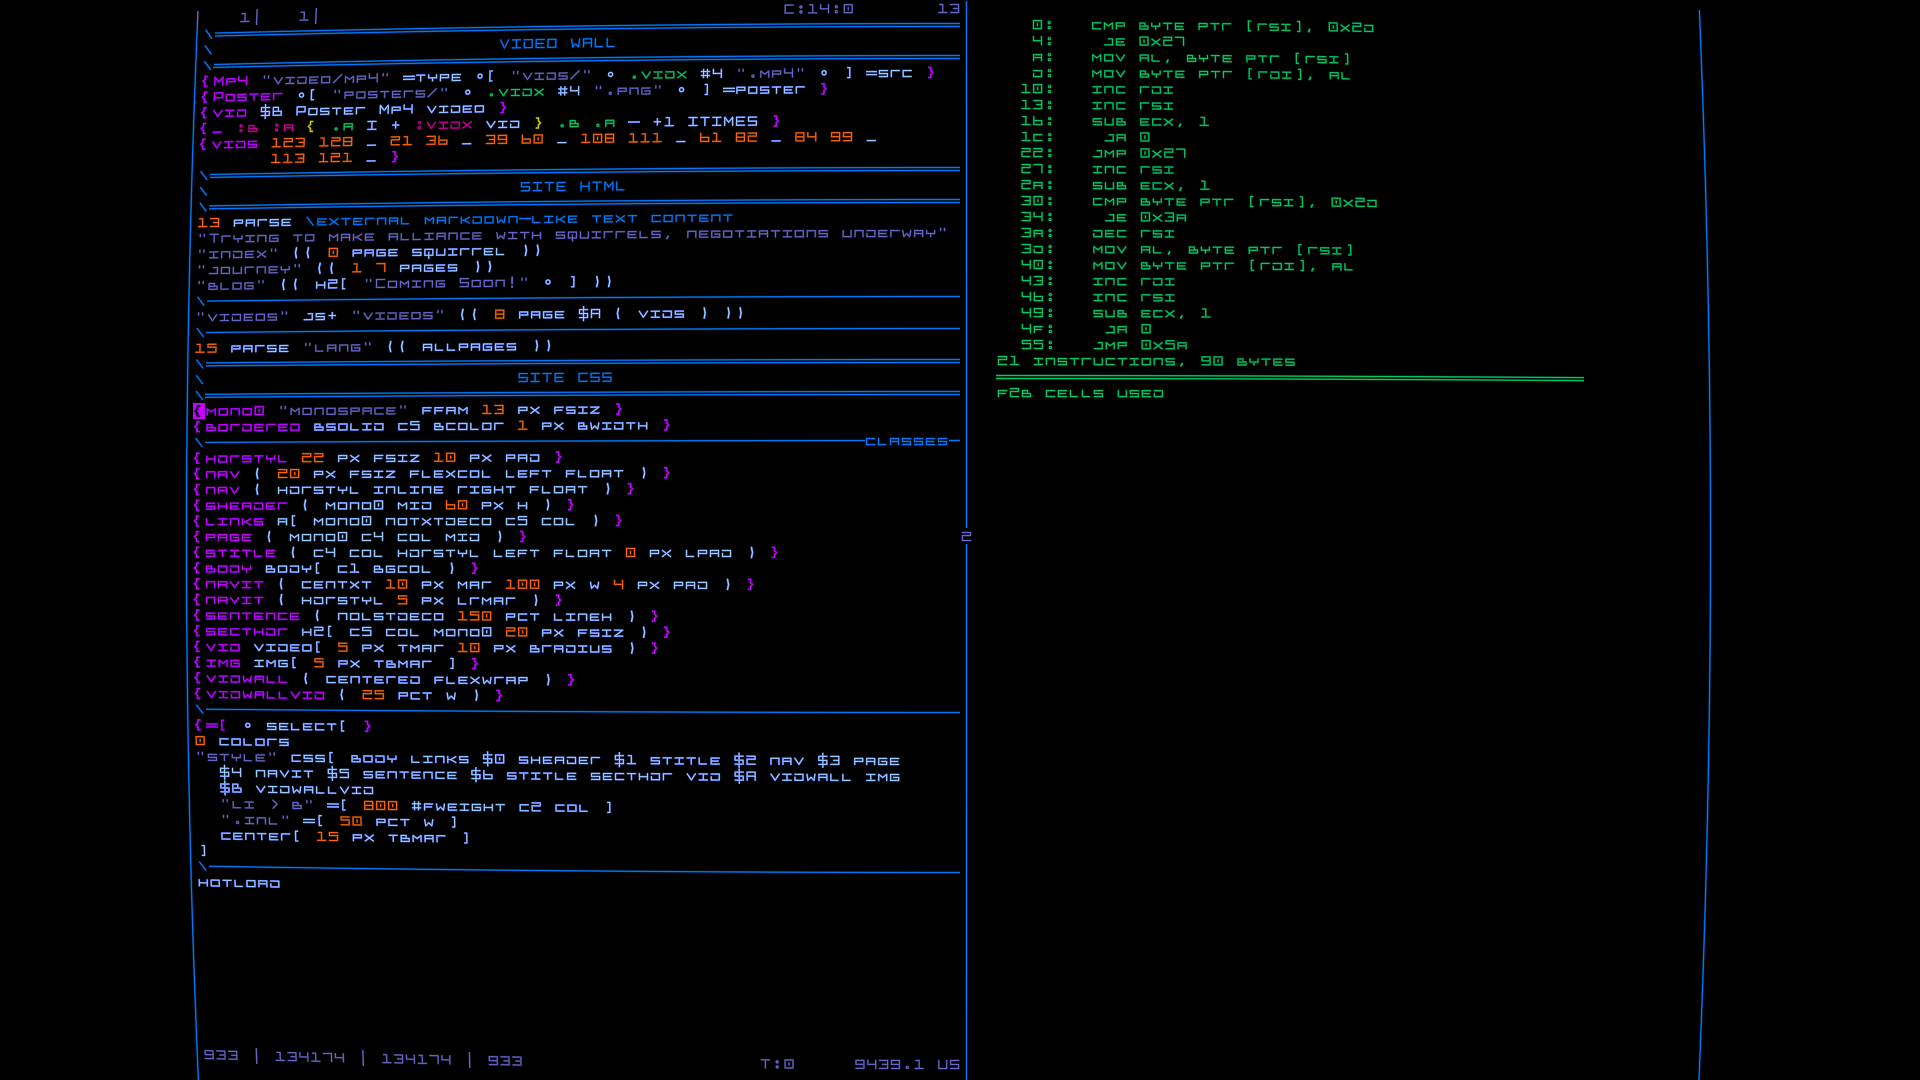 1|    1|    C:14:0    13
\
\    VIDEO WALL
\
{ Mp4 "VIDEO/MP4" =TYPE °[ "VIDS/" ° .VIDX #4 ".MP4" ° ] =SRC }
{ Poster °[ "POSTERS/" ° .VIDX #4 ".PNG" ° ] =POSTER }
{ VID $B Poster Mp4 VIDEO }
{ _ :B :A { .A I + :VIDX VID } .B .A - +1 ITIMES }
{ VIDS 123 128 _ 21 36 _ 39 60 _ 108 111 _ 61 82 _ 84 99 _
113 121 _ }
\
\    SITE HTML
\
13 PARSE \EXTERNAL MARKDOWN-LIKE TEXT CONTENT
"Trying to make alliance with squirrels, negotiations underway"
"INDEX" (( 0 PAGE SQUIRREL ))
"JOURNEY" (( 1 7 PAGES ))
"BLOG" (( H2[ "Coming Soon!" ° ] ))
\
"VIDEOS" JS+ "VIDEOS" (( 8 PAGE $A ( VIDS ) ))
\
15 PARSE "LANG" (( ALLPAGES ))
\
\    SITE CSS
\
{ MONO0 "MONOSPACE" FFAM 13 PX FSIZ }
{ BORDERED BSOLID C5 BCOLOR 1 PX BWIDTH }
\ CLASSES
{ HDRSTYL 22 PX FSIZ 10 PX PAD }
{ NAV ( 20 PX FSIZ FLEXCOL LEFT FLOAT ) }
{ NAV ( HDRSTYL INLINE RIGHT FLOAT ) }
{ SHEADER ( MONO0 MID 60 PX H ) }
{ LINKS A[ MONO0 NOTXTDECO C5 COL ) }
{ PAGE ( MONO0 C4 COL MID ) }
{ STITLE ( C4 COL HDRSTYL LEFT FLOAT 0 PX LPAD ) }
{ BODY BODY[ C1 BGCOL ) }
{ NAVIT ( CENTXT 10 PX MAR 100 PX W 4 PX PAD ) }
{ NAVIT ( HDRSTYL 5 PX LRMAR ) }
{ SENTENCE ( NOLSTDECO 150 PCT LINEH ) }
{ SECTHDR H2[ C5 COL MONO0 20 PX FSIZ ) }
{ VID VIDEO[ 5 PX TMAR 10 PX BRADIUS ) }
{ IMG IMG[ 5 PX TBMAR ] }
{ VIDWALL ( CENTERED FLEXWRAP ) }
{ VIDWALLVID ( 25 PCT W ) }
\
{ =[ ° SELECT[ }
0 COLORS
"STYLE" CSS[ BODY LINKS $0 SHEADER $1 STITLE $2 NAV $3 PAGE
$4 NAVIT $5 SENTENCE $6 STITLE SECTHDR VID $A VIDWALL IMG
$B VIDWALLVID
"LI > B" =[ 800 #FWEIGHT C2 COL ]
".INL" =[ 50 PCT W ]
CENTER[ 15 PX TBMAR ]
]
\
HOTLOAD
933 | 134174 | 134174 | 933    T:0    9439.1 US
2
0: CMP BYTE PTR [RSI], 0X2D
4: JE 0X27
A: MOV AL, BYTE PTR [RSI]
D: MOV BYTE PTR [RDI], AL
10: INC RDI
13: INC RSI
16: SUB ECX, 1
1C: JA 0
22: JMP 0X27
27: INC RSI
2A: SUB ECX, 1
30: CMP BYTE PTR [RSI], 0X2D
34: JE 0X3A
3A: DEC RSI
3D: MOV AL, BYTE PTR [RSI]
40: MOV BYTE PTR [RDI], AL
43: INC RDI
46: INC RSI
49: SUB ECX, 1
4F: JA 0
55: JMP 0X5A
21 INSTRUCTIONS, 90 BYTES
F2B CELLS USED